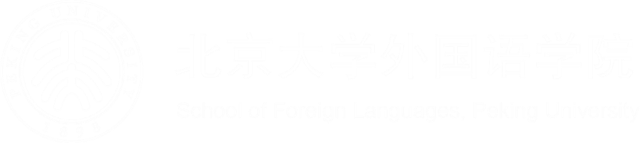 北京大学外国语学院
School of Foreign Languages, Peking University